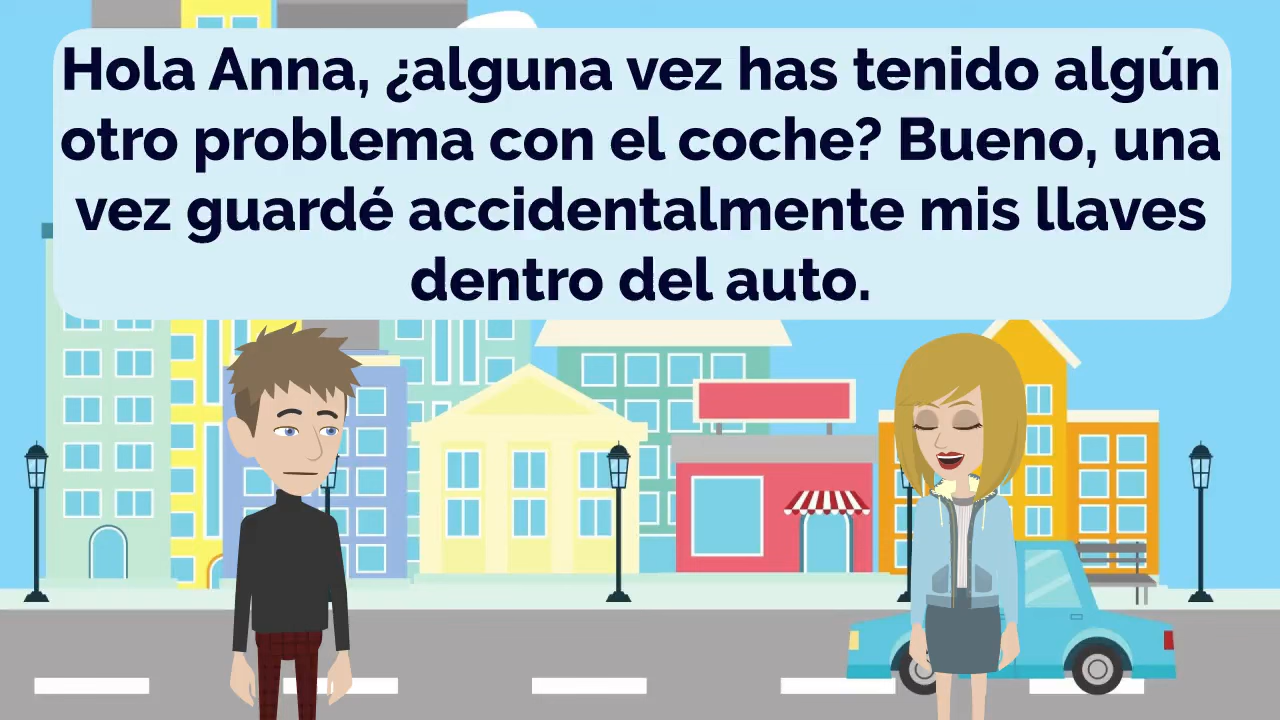 Hola Anna, ¿alguna vez has tenido algún
otro problema con el coche? Bueno, una
vez guardé accidentalmente mis llaves
dentro del auto.